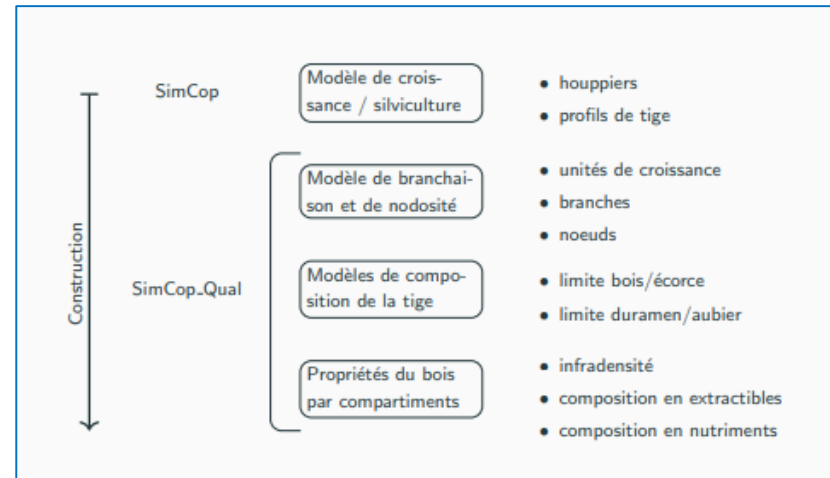 SimCop
Modèle de crois-
sance / silviculture
• houppiers
• profils de tige
Construction
SimCop_Qual
Modèle de branchai-
son et de nodosité
• unités de croissance
• branches
• noeuds
Modèles de compo-
sition de la tige
• limite bois/écorce
• limite duramen/aubier
Propriétés du bois
par compartiments
• infradensité
• composition en extractibles
• composition en nutriments